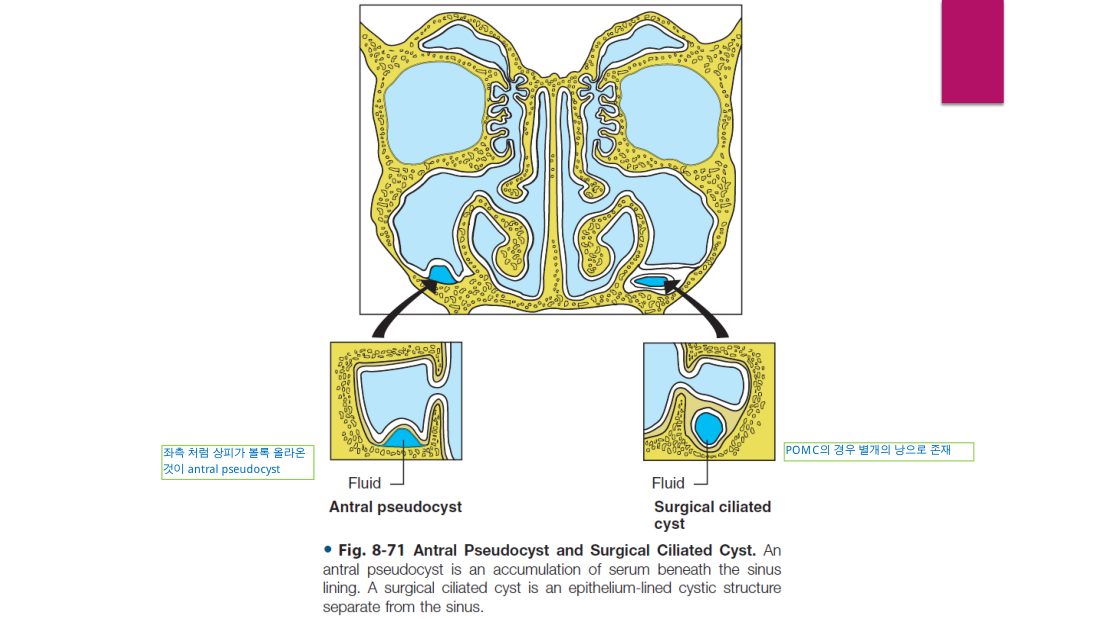 좌측 처럼 상피가 볼록 올라온
것이 antral pseudocyst
POMC의 경우 별개의 낭으로 존재
Fluid
Antral pseudocyst
Fluid
Surgical ciliated
cyst
• Fig. 8-71 Antral Pseudocyst and Surgical Ciliated Cyst. An
antral pseudocyst is an accumulation of serum beneath the sinus
lining. A surgical ciliated cyst is an epithelium-lined cystic structure
separate from the sinus.